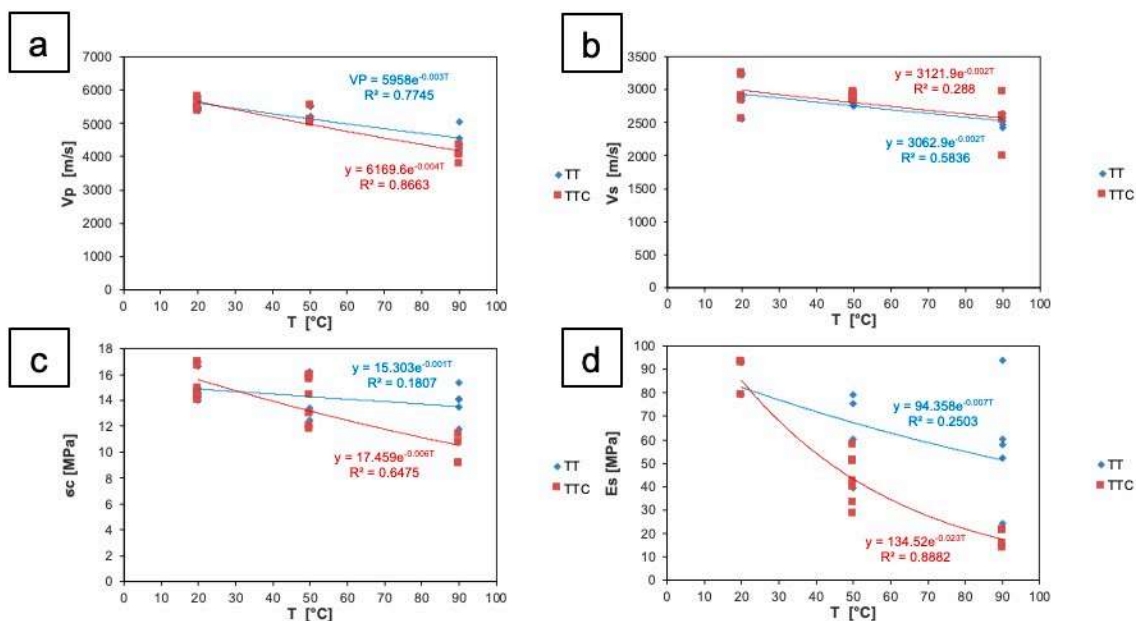 a
7000
6000
5000
4000
3000
2000
1000
0
Vp [m/s]
VP = 5958e-0.003T
R² = 0.7745
y = 6169.6e-0.004T
R² = 0.8663
TT
TTC
0 10 20 30 40 50 60 70 80 90 100
T [°C]
b
3500
3000
2500
2000
1500
1000
500
0
Vs [m/s]
y = 3121.9e-0.002T
R² = 0.288
y = 3062.9e-0.002T
R² = 0.5836
TT
TTC
0 10 20 30 40 50 60 70 80 90 100
T [°C]
c
18
16
14
12
10
8
6
4
2
0
σc [MPa]
y = 15.303e-0.001T
R² = 0.1807
y = 17.459e-0.006T
R² = 0.6475
TT
TTC
0 10 20 30 40 50 60 70 80 90 100
T [°C]
d
100
90
80
70
60
50
40
30
20
10
0
Es [MPa]
y = 94.358e-0.007T
R² = 0.2503
y = 134.52e-0.023T
R² = 0.8882
TT
TTC
0 10 20 30 40 50 60 70 80 90 100
T [°C]